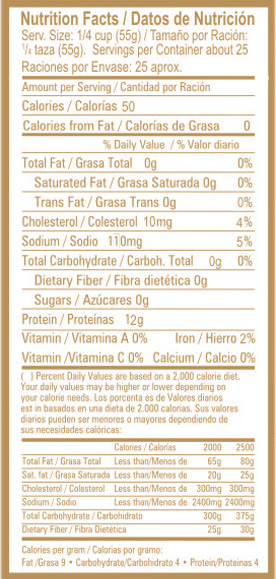 Nutrition Facts / Datos de Nutrición
Serv. Size: 1/4 cup (55g) / Tamaño por Ración:
1/4 taza (55g). Servings per Container about 25
Raciones por Envase: 25 aprox.
Amount per Serving / Cantidad por Ración
Calories / Calorías 50
Calories from Fat / Calorías de Grasa 0
% Daily Value / % Valor diario
Total Fat / Grasa Total 0g 0%
Saturated Fat / Grasa Saturada 0g 0%
Trans Fat / Grasa Trans 0g 0%
Cholesterol / Colesterol 10mg 4%
Sodium / Sodio 110mg 5%
Total Carbohydrate / Carboh. Total 0g 0%
Dietary Fiber / Fibra dietética 0g
Sugars / Azúcares 0g
Protein / Proteínas 12g
Vitamin / Vitamina A 0% Iron / Hierro 2%
Vitamin /Vitamina C 0% Calcium / Calcio 0%
( ) Percent Daily Values are based on a 2,000 calorie diet.
Your daily values may be higher or lower depending on
your calorie needs. Los porcenta es de Valores diarios
est in basados en una dieta de 2.000 calorias. Sus valores
diarios pueden ser menores o mayores dependiendo de
sus necesidades calóricas:
Calories / Calorías 2000 2500
Total Fat / Grasa Total Less than/Menos de 65g 80g
Sat. fat / Grasa Saturada Less than/Menos de 20g 25g
Cholesterol / Colesterol Less than/Menos de 300mg 300mg
Sodium / Sodio Less than/Menos de 2400mg 2400mg
Total Carbohydrate / Carbohidrato 300g 375g
Dietary Fiber / Fibra Dietética 25g 30g
Calories per gram / Calorias por gramo:
Fat /Grasa 9 • Carbohydrate/Carbohidrato 4 • Protein/Proteínas 4